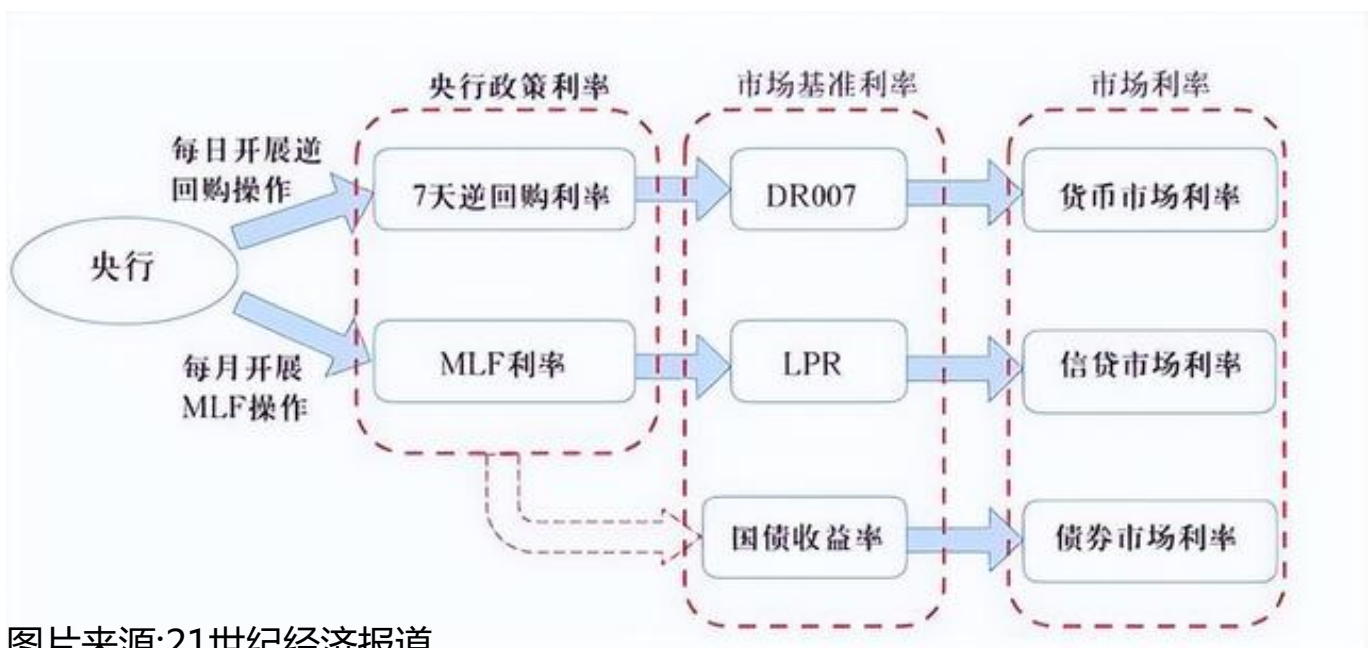 央行政策利率
市场基准利率
市场利率
每日开展逆
回购操作
7天逆回购利率
DR007
货币市场利率
央行
每月开展
MLF操作
MLF利率
LPR
信贷市场利率
国债收益率
债券市场利率
图片来源:21世纪经济报道